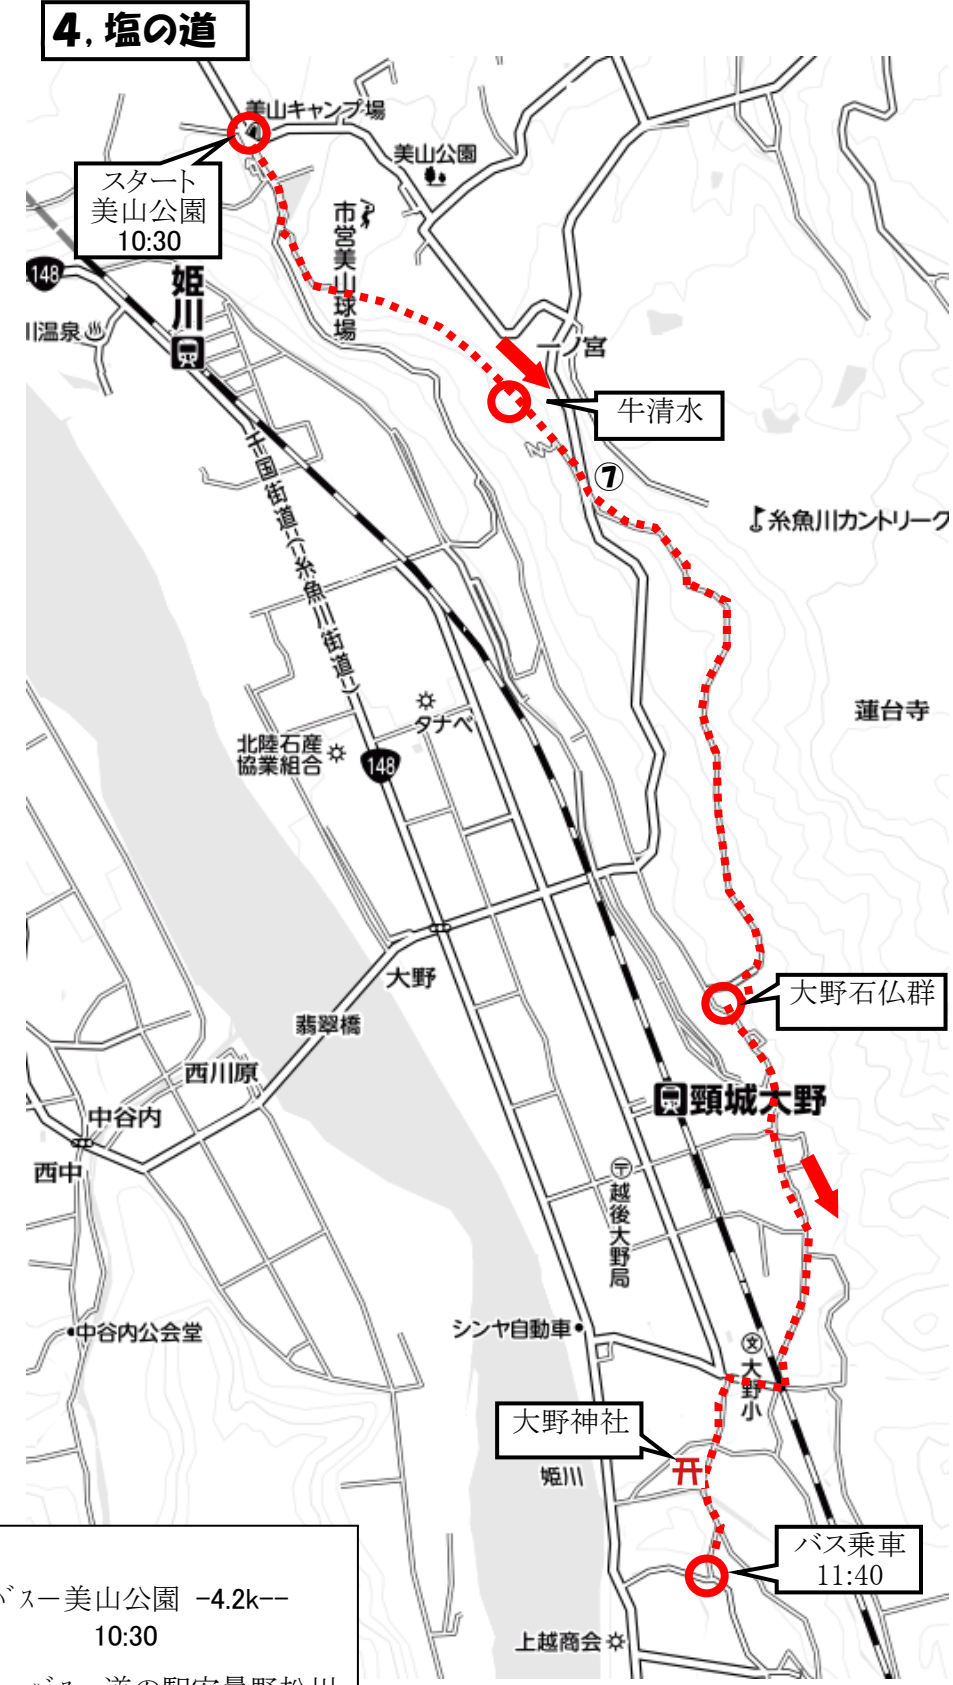 4, 塩の道
美山キャンプ場
美山公園
スタート
美山公園
10:30
市営美山球場
148
姫川
川温泉
一ノ宮
牛清水
⑦
千国街道(糸魚川街道)
糸魚川カントリーク
蓮台寺
タナベ
北陸石産
協業組合
148
大野
大野石仏群
翡翠橋
西川原
頸城大野
中谷内
西中
越後大野局
中谷内公会堂
シンヤ自動車
大野小
大野神社
姫川
バス乗車
11:40
上越商会
バスー美山公園 -4.2k--
10:30